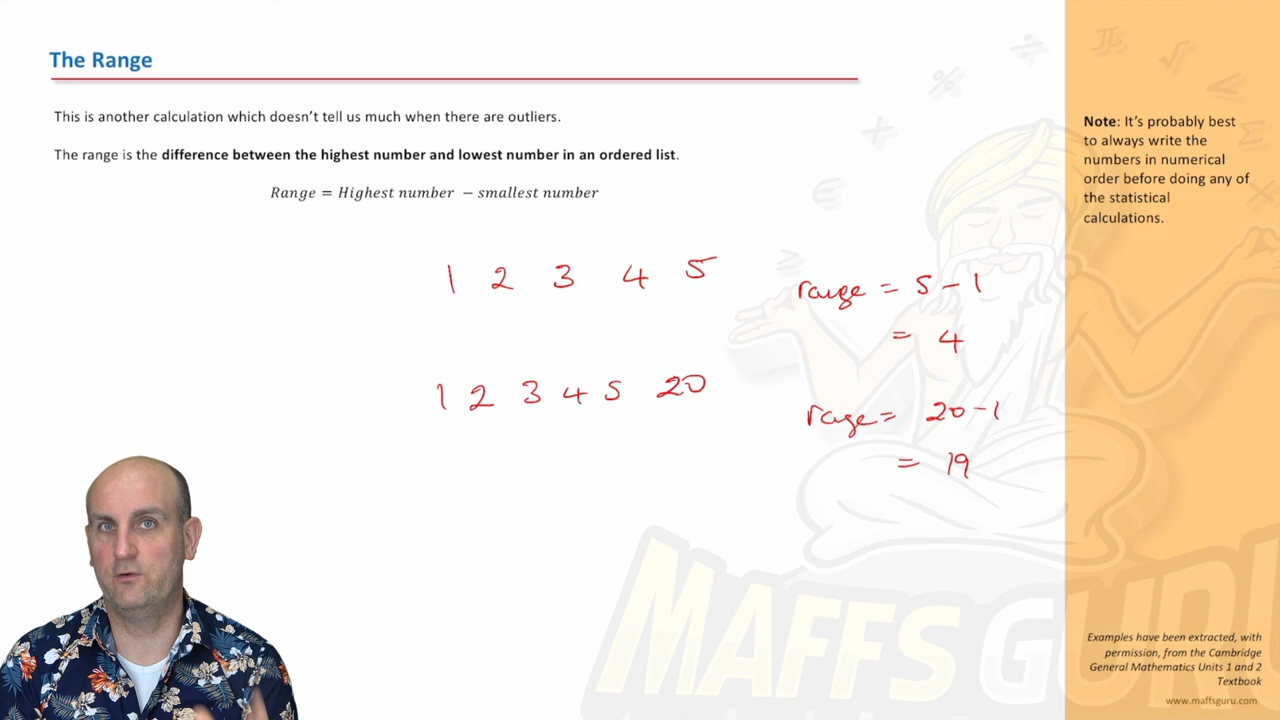 The Range
This is another calculation which doesn't tell us much when there are outliers.
The range is the difference between the highest number and lowest number in an ordered list.
Range = Highest number − smallest number
1 2 3 4 5
range = 5 - 1
= 4
1 2 3 4 5 20
range = 20 - 1
= 19
Note: It's probably best
to always write the
numbers in numerical
order before doing any of
the statistical
calculations.
MAFFS GURU
Examples have been extracted, with
permission, from the Cambridge
General Mathematics Units 1 and 2
Textbook
www.maffsguru.com